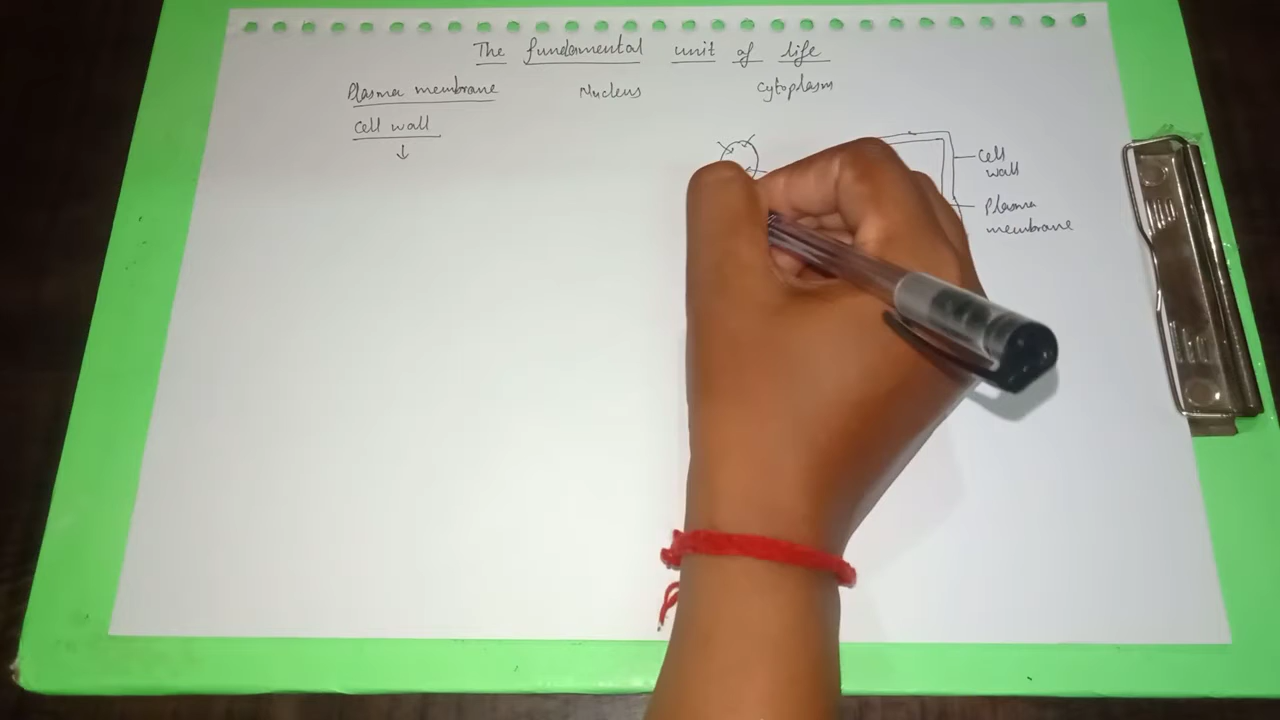 The fundamental unit of life
Plasma membrane Nucleus Cytoplasm
Cell wall
Cell
wall
Plasma
membrane